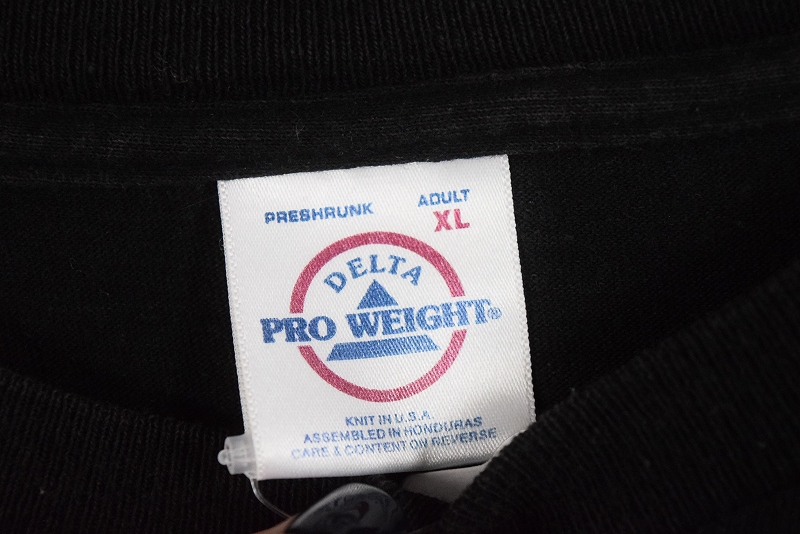 PRESHRUNK
ADULT
XL
DELTA
PRO WEIGHT®
KNIT IN U.S.A.
ASSEMBLED IN HONDURAS
CARE & CONTENT ON REVERSE